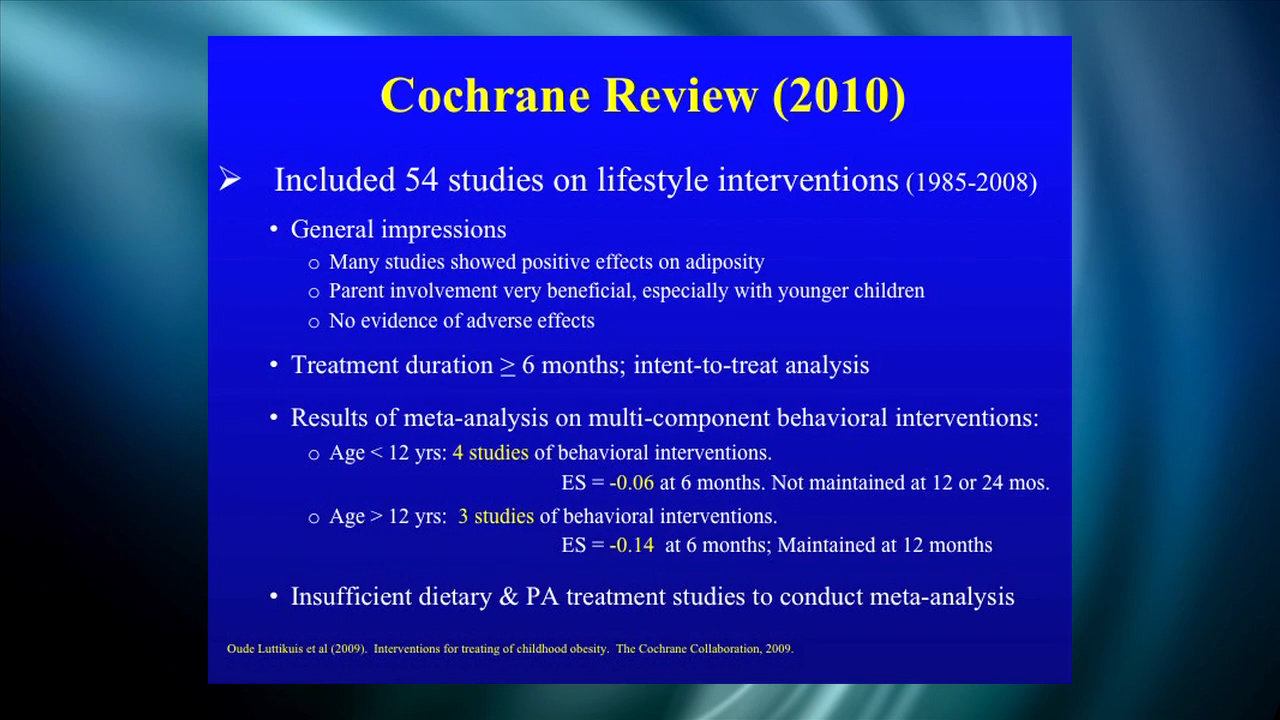 Cochrane Review (2010)
➢ Included 54 studies on lifestyle interventions (1985-2008)
• General impressions
o Many studies showed positive effects on adiposity
o Parent involvement very beneficial, especially with younger children
o No evidence of adverse effects
• Treatment duration ≥ 6 months; intent-to-treat analysis
• Results of meta-analysis on multi-component behavioral interventions:
o Age < 12 yrs: 4 studies of behavioral interventions.
ES = -0.06 at 6 months. Not maintained at 12 or 24 mos.
o Age > 12 yrs: 3 studies of behavioral interventions.
ES = -0.14 at 6 months; Maintained at 12 months
• Insufficient dietary & PA treatment studies to conduct meta-analysis
Oude Luttikuis et al (2009). Interventions for treating of childhood obesity. The Cochrane Collaboration, 2009.